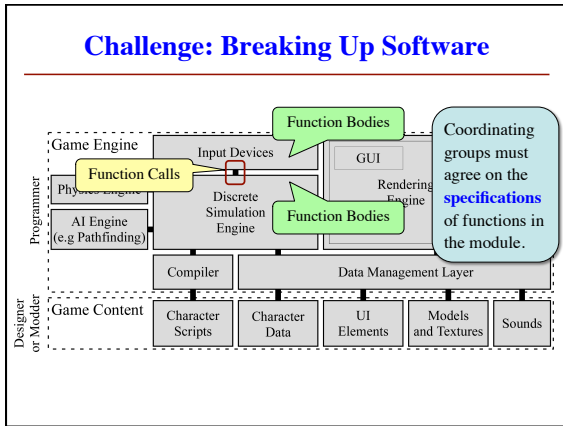 Challenge: Breaking Up Software
Function Bodies
Game Engine
Input Devices
GUI
Function Calls
Physics Engine
Discrete
Simulation
Engine
Rendering
Engine
Function Bodies
Coordinating
groups must
agree on the
specifications
of functions in
the module.
Programmer
AI Engine
(e.g Pathfinding)
Compiler
Data Management Layer
Designer
or Modder
Game Content
Character
Scripts
Character
Data
UI
Elements
Models
and Textures
Sounds